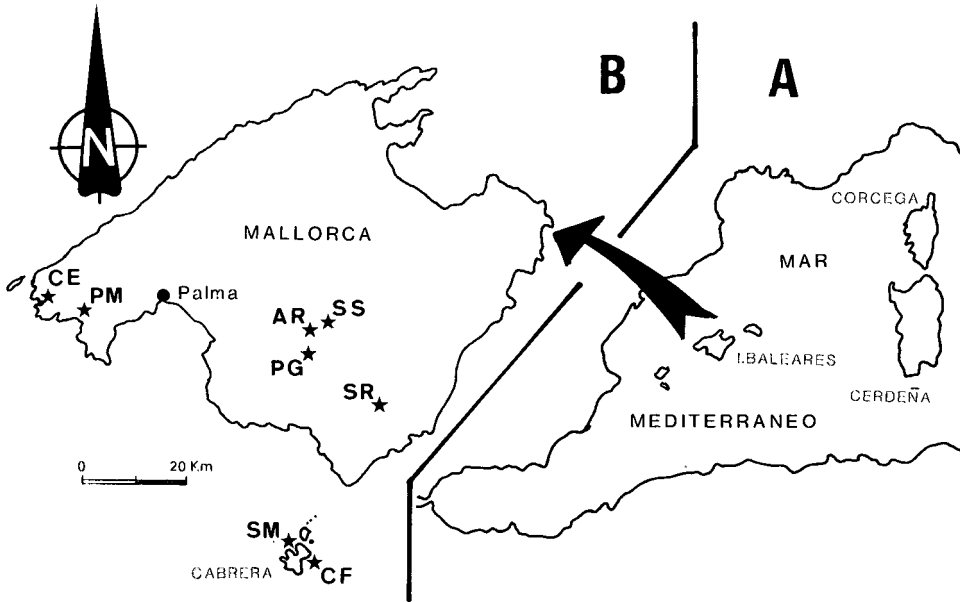 B
A
N
CORCEGA
MALLORCA
MAR
CE
PM
Palma
AR
SS
PG
I.BALEARES
SR
CERDEÑA
MEDITERRANEO
0 20 Km
SM
CABRERA
CF